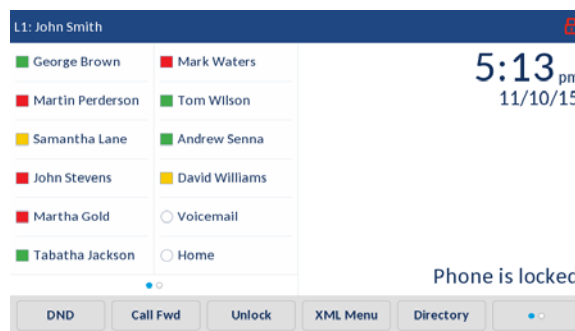 L1: John Smith
George Brown
Mark Waters
Martin Perderson
Tom WIlson
Samantha Lane
Andrew Senna
John Stevens
David Williams
Martha Gold
Voicemail
Tabatha Jackson
Home
5:13 pm
11/10/15
Phone is locked
DND
Call Fwd
Unlock
XML Menu
Directory